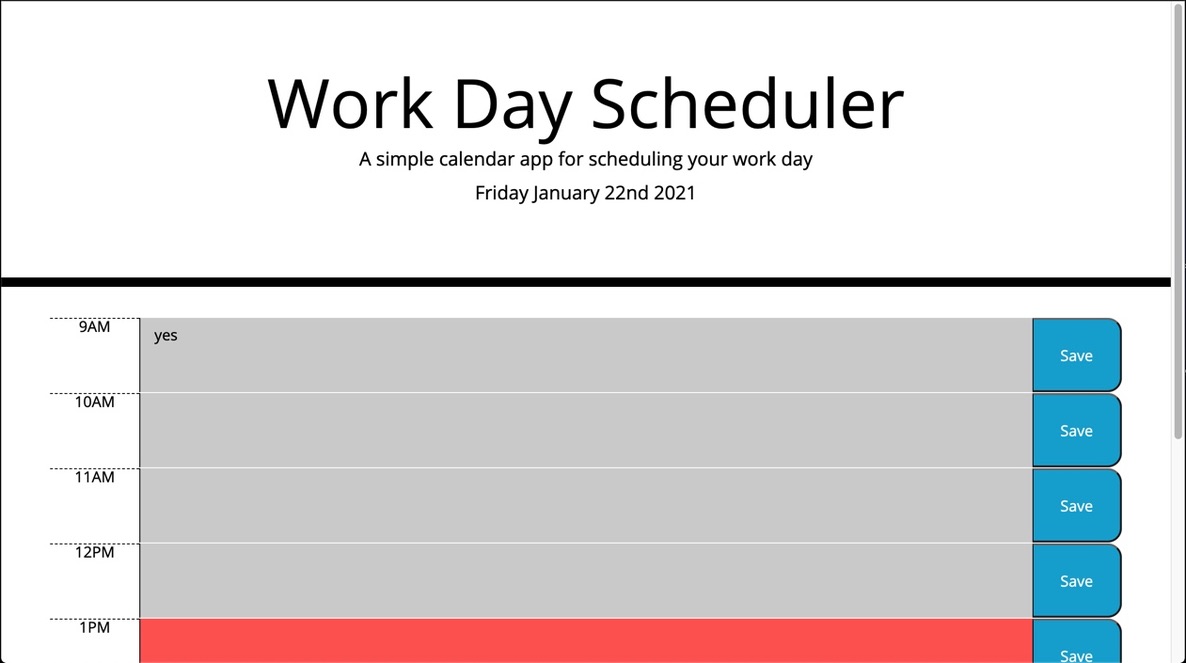 Work Day Scheduler
A simple calendar app for scheduling your work day
Friday January 22nd 2021
9AM
yes
Save
10AM
Save
11AM
Save
12PM
Save
1PM
Save